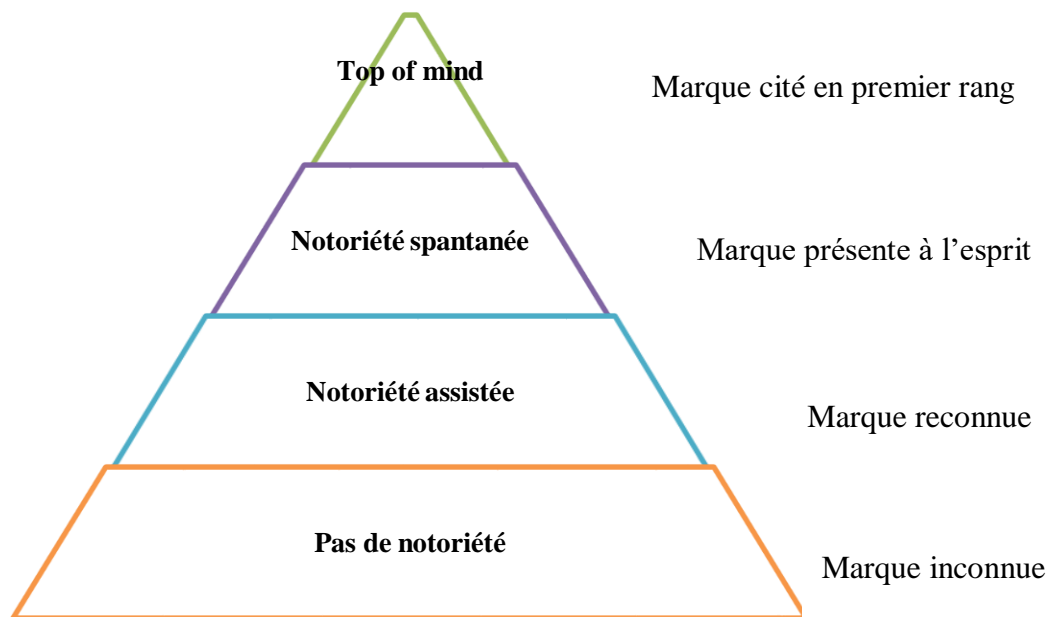 Top of mind
Marque cité en premier rang
Notoriété spantanée
Marque présente à l’esprit
Notoriété assistée
Marque reconnue
Pas de notoriété
Marque inconnue